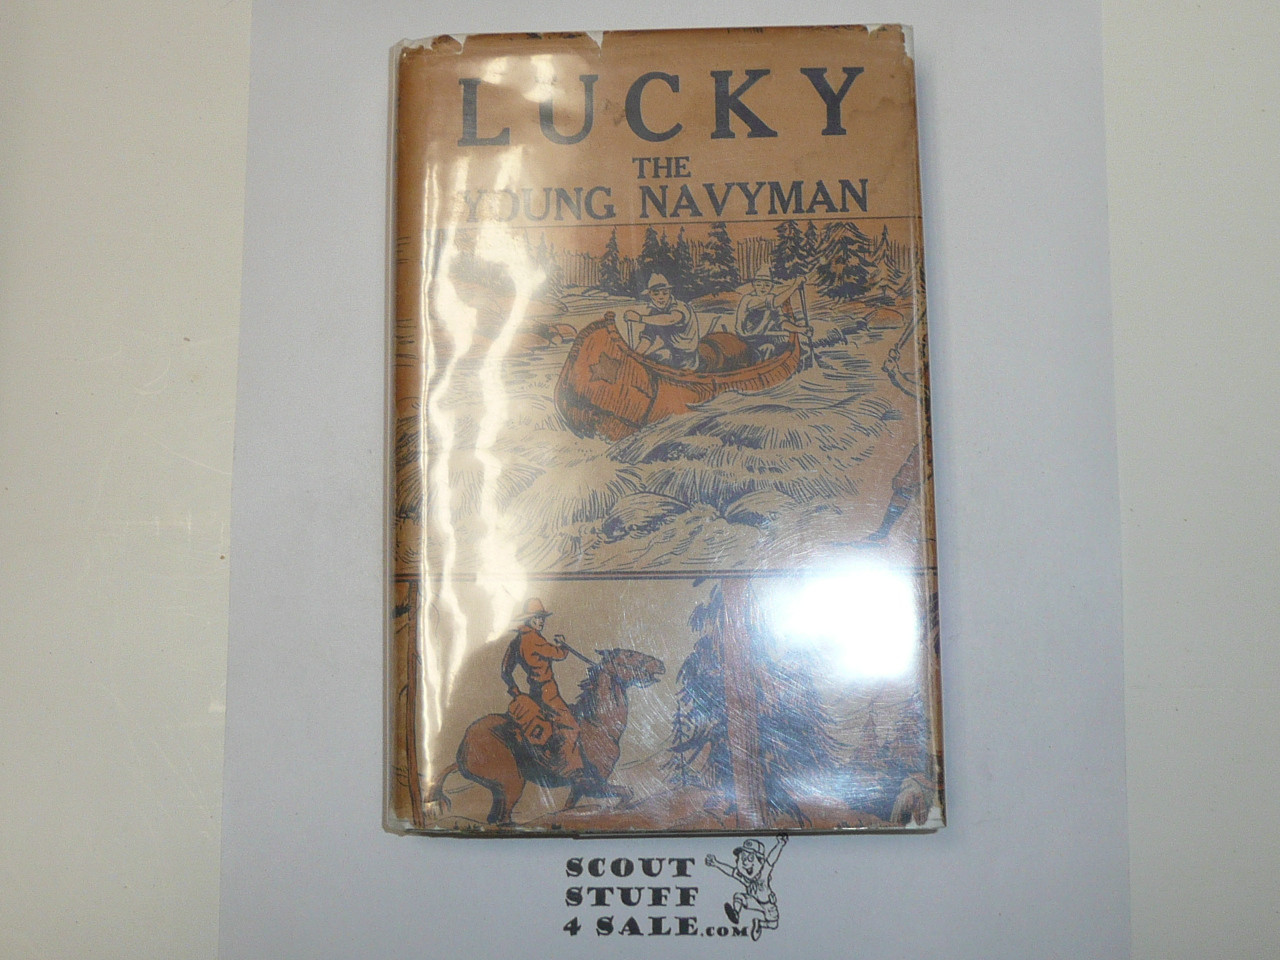 LUCKY
THE
YOUNG NAVYMAN
SCOUT
STUFF
4 SALE.com